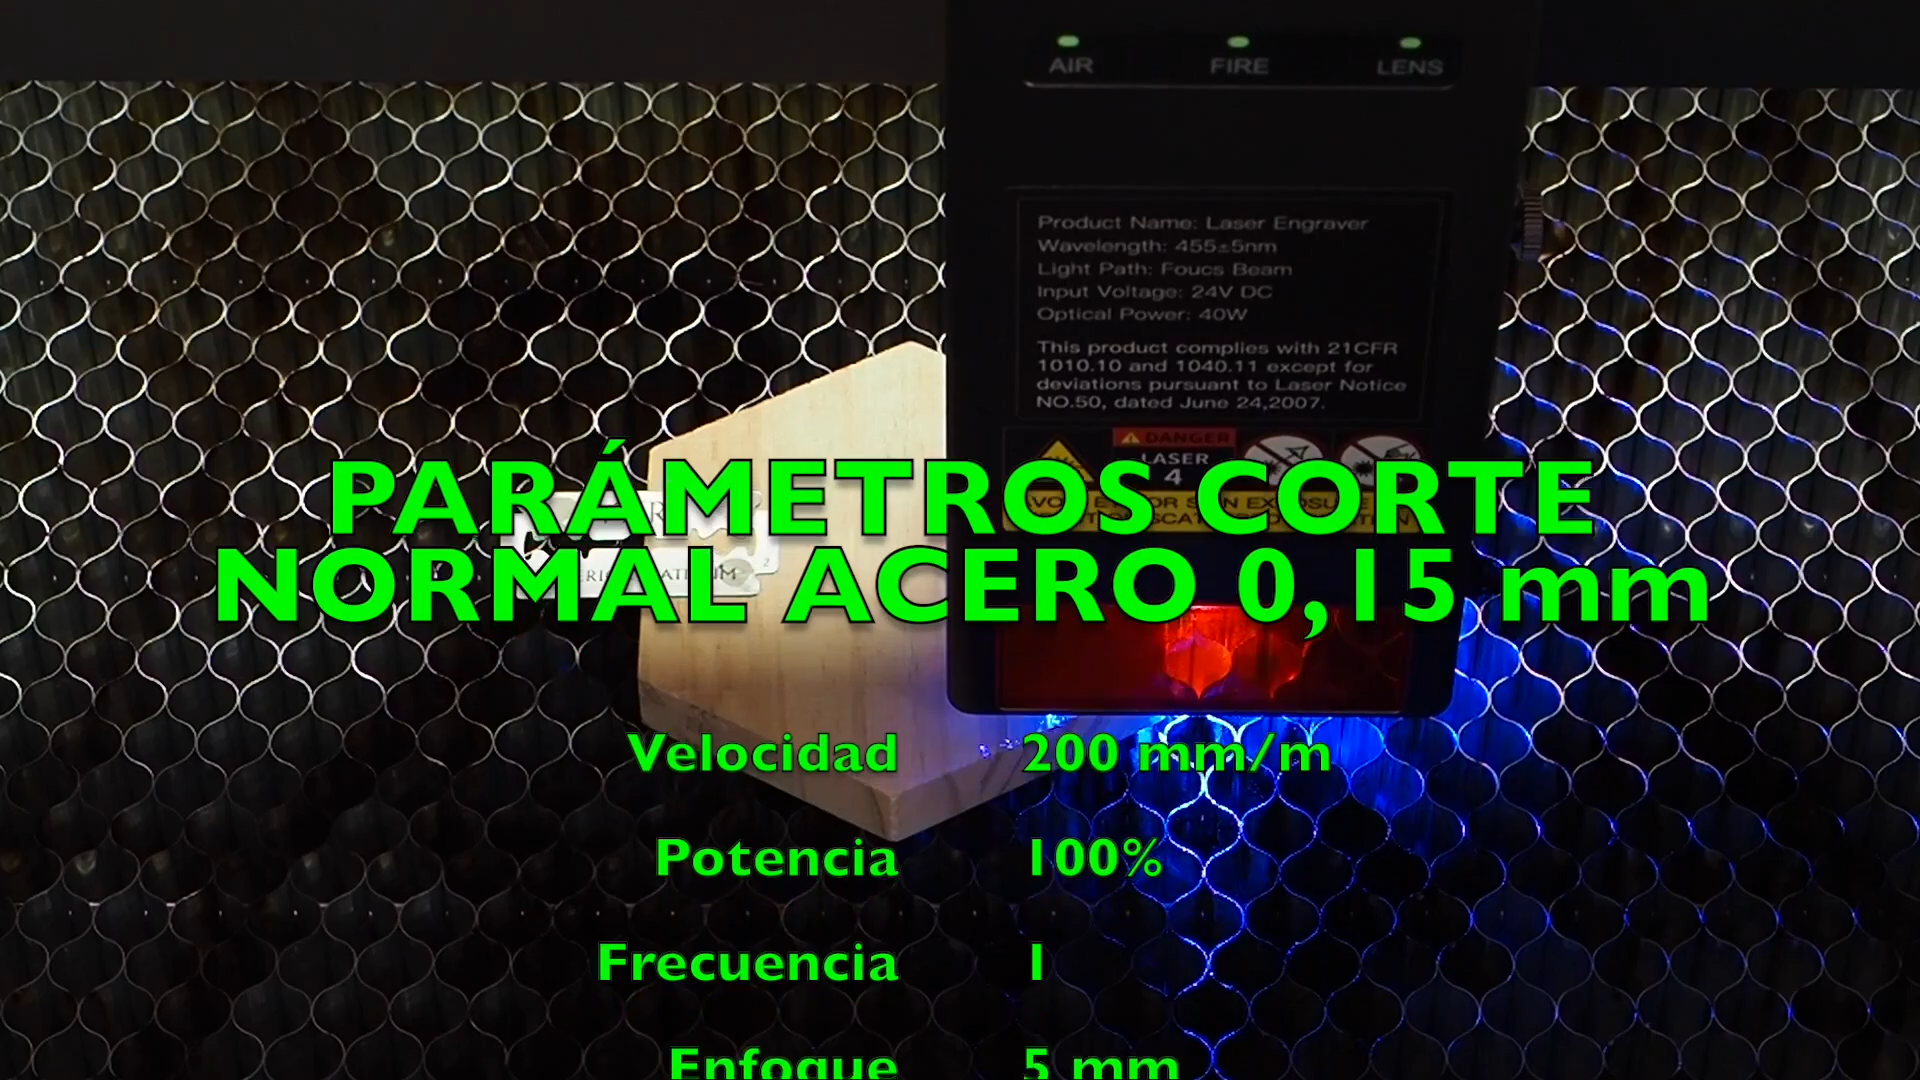 AIR FIRE LENS
Product Name: Laser Engraver
Wavelength: 455±5nm
Light Path: Foucs Beam
Input Voltage: 24V DC
Optical Power: 40W
This product complies with 21CFR
1010.10 and 1040.11 except for
deviations pursuant to Laser Notice
NO.50, dated June 24,2007.
DANGER
LASER
4
PARÁMETROS CORTE
NORMAL ACERO 0,15 mm
Velocidad 200 mm/m
Potencia 100%
Frecuencia 1
Enfoque 5 mm